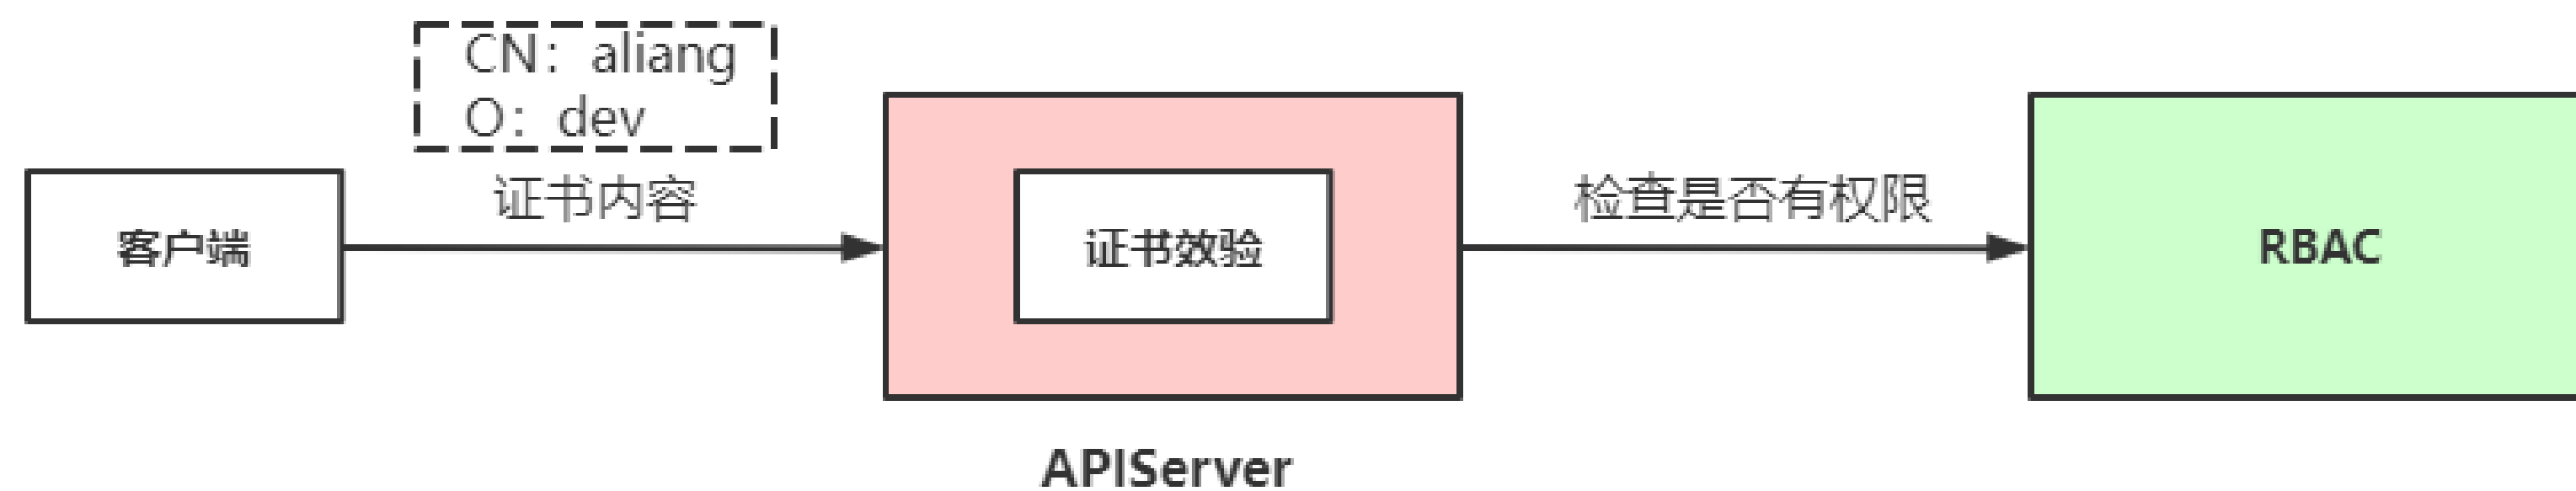 CN：aliang
O：dev
证书内容
客户端
证书效验
APIServer
检查是否有权限
RBAC